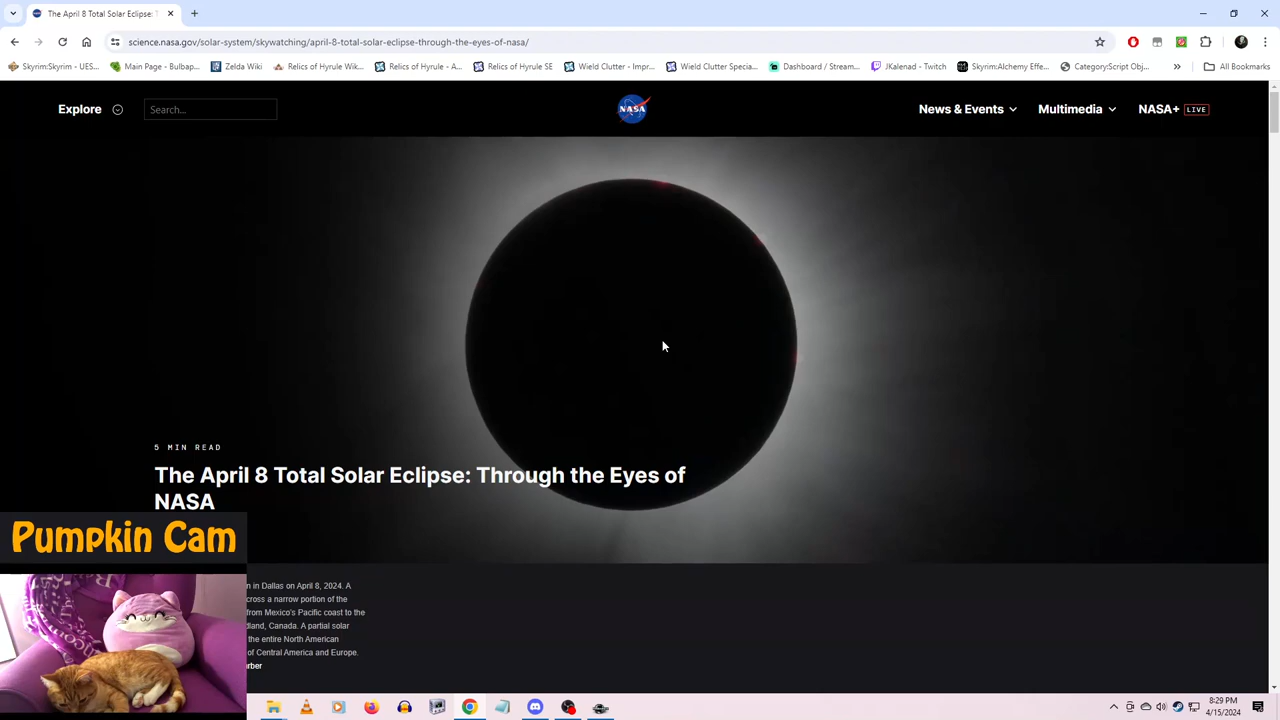 The April 8 Total Solar Eclipse: T
science.nasa.gov/solar-system/skywatching/april-8-total-solar-eclipse-through-the-eyes-of-nasa/
Skyrim:Skyrim - UES... Main Page - Bulbap... Zelda Wiki Relics of Hyrule Wik... Relics of Hyrule - A... Relics of Hyrule SE Wield Clutter - Impr... Wield Clutter Specia... Dashboard / Stream... JKalenad - Twitch Skyrim:Alchemy Effe... Category:Script Obj... » All Bookmarks
Explore Search... NASA News & Events Multimedia NASA+ LIVE
5 MIN READ
The April 8 Total Solar Eclipse: Through the Eyes of
NASA
Pumpkin Cam
n in Dallas on April 8, 2024. A
cross a narrow portion of the
from Mexico's Pacific coast to the
dland, Canada. A partial solar
the entire North American
of Central America and Europe.
rber
8:29 PM
4/15/2024